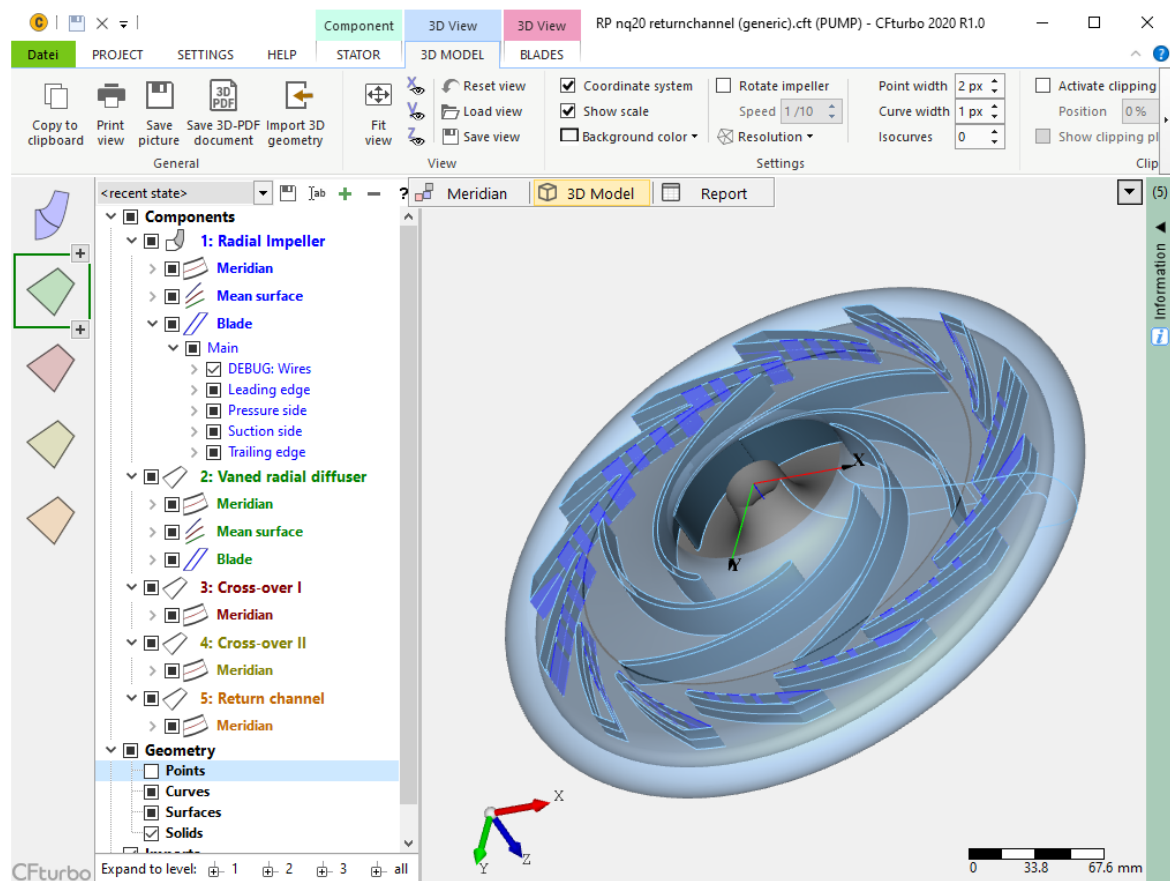 Component
3D View
3D View
RP nq20 returnchannel (generic).cft (PUMP) - CFturbo 2020 R1.0
Datei
PROJECT
SETTINGS
HELP
STATOR
3D MODEL
BLADES
Copy to clipboard
Print view
Save picture
3D PDF
Save 3D-PDF document
Import 3D geometry
General
Fit view
X
Y
Z
Reset view
Load view
Save view
View
Coordinate system
Show scale
Background color
Rotate impeller
Speed 1/10
Resolution
Point width 2 px
Curve width 1 px
Isocurves 0
Settings
Activate clipping
Position 0%
Show clipping pl
Clip
<recent state>
Iab
?
Meridian
3D Model
Report
(5)
Information
i
Components
1: Radial Impeller
Meridian
Mean surface
Blade
Main
DEBUG: Wires
Leading edge
Pressure side
Suction side
Trailing edge
2: Vaned radial diffuser
Meridian
Mean surface
Blade
3: Cross-over I
Meridian
4: Cross-over II
Meridian
5: Return channel
Meridian
Geometry
Points
Curves
Surfaces
Solids
X
Y
X
Y
Z
0 33.8 67.6 mm
CFturbo
Expand to level: 1 2 3 all